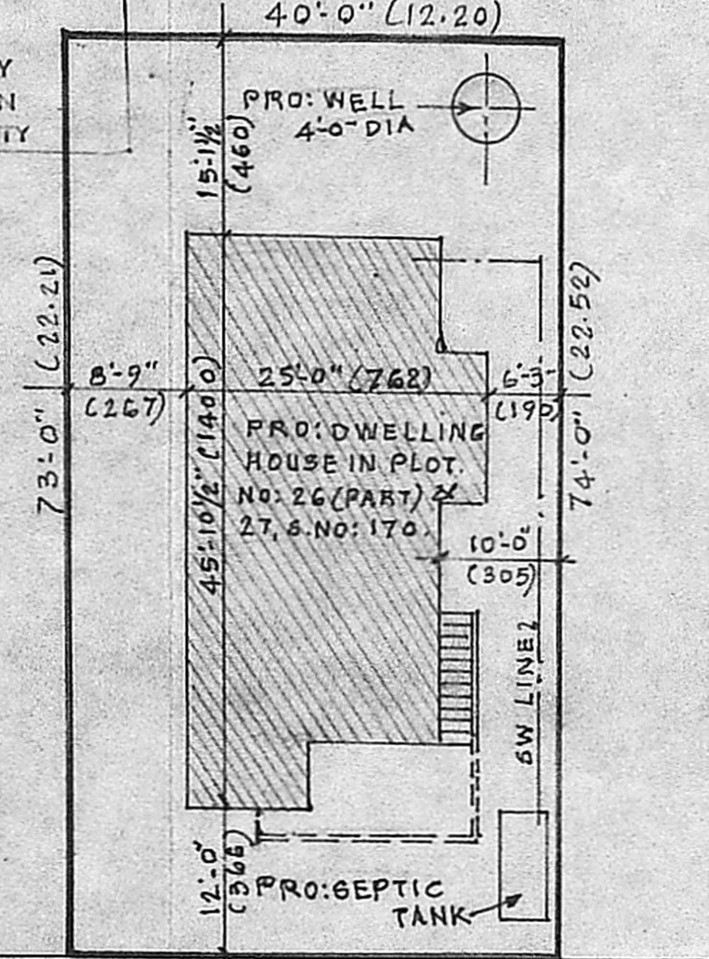 40'-0" (12.20)
Y
N
TY
PRO: WELL
4'-0" DIA
15'-1½"
(460)
73'-0" (22.21)
74'-0" (22.52)
8'-9"
(267)
25'-0" (762)
6'-3"
(190)
45'-10½" (1400)
PRO: DWELLING
HOUSE IN PLOT.
NO: 26 (PART) &
27, S.NO: 170.
10'-0"
(305)
SW LINE
12'-0"
(366)
PRO: SEPTIC
TANK